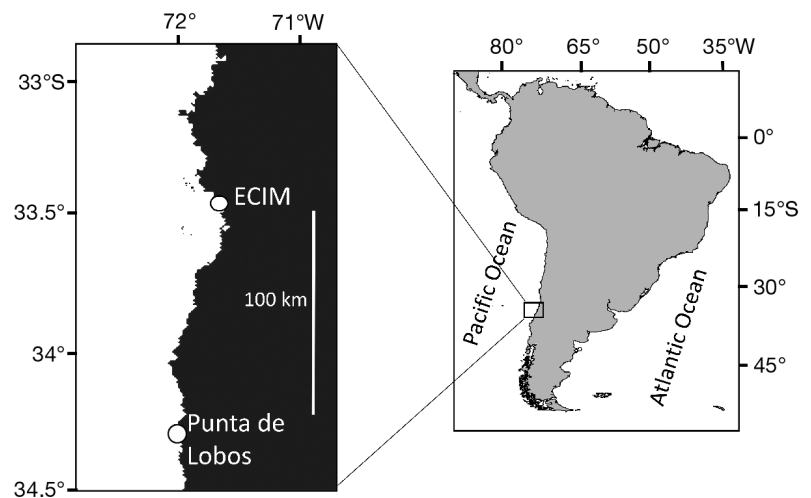 72° 71°W
33°S
33.5°
34°
34.5°
ECIM
100 km
Punta de
Lobos
80° 65° 50° 35°W
0°
15°S
30°
45°
Pacific Ocean
Atlantic Ocean